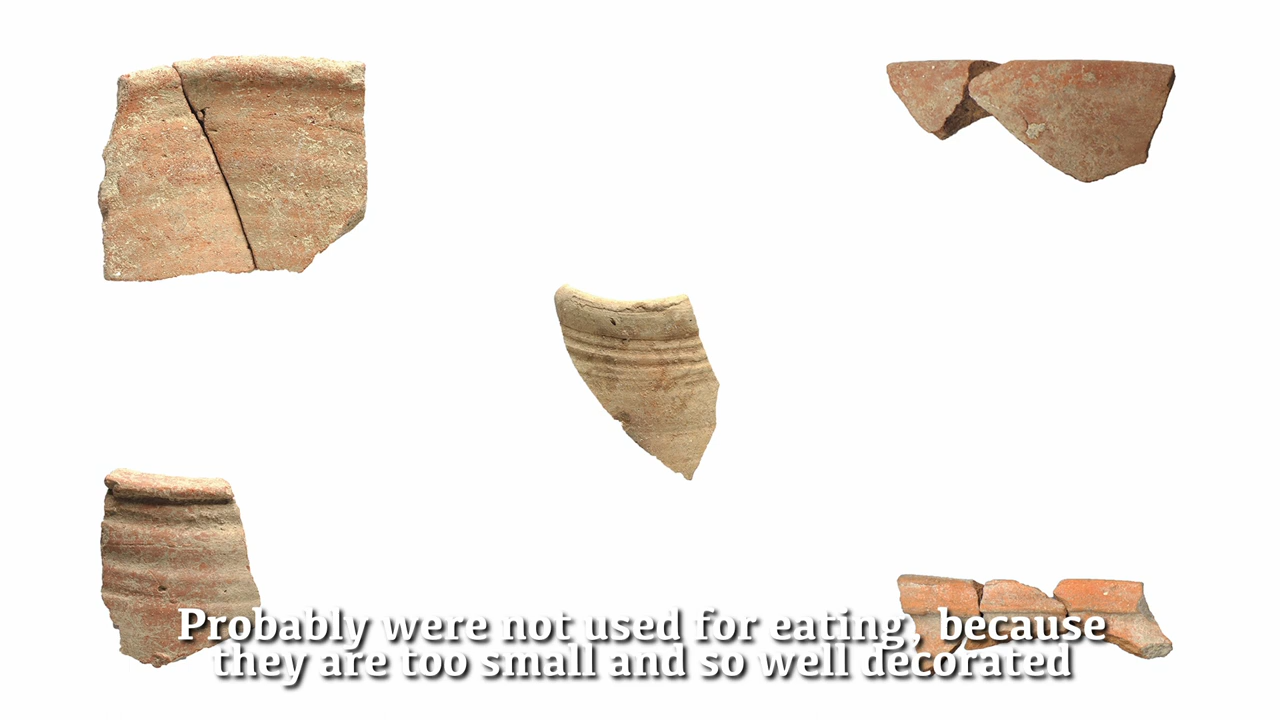 Probably were not used for eating, because
they are too small and so well decorated